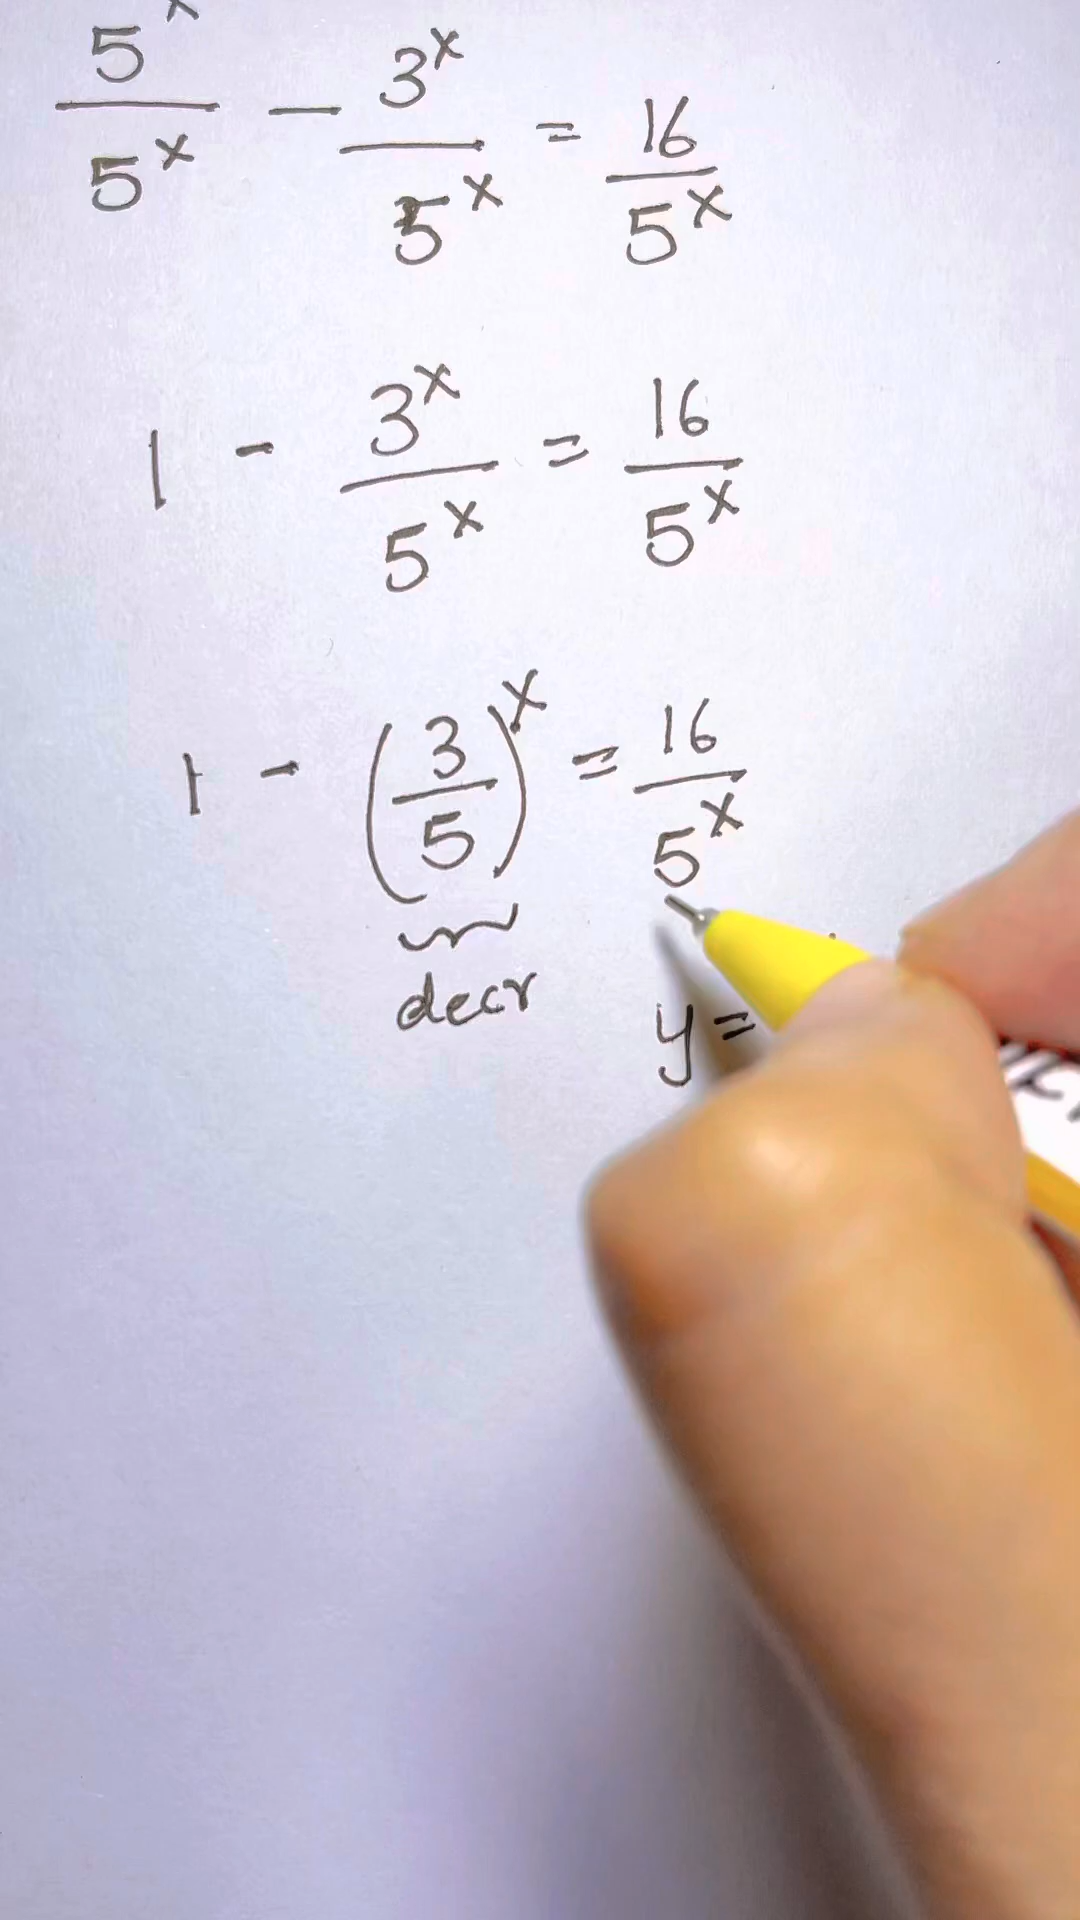 5^x/5^x - 3^x/5^x = 16/5^x
1 - 3^x/5^x = 16/5^x
1 - (3/5)^x = 16/5^x
decr
y =